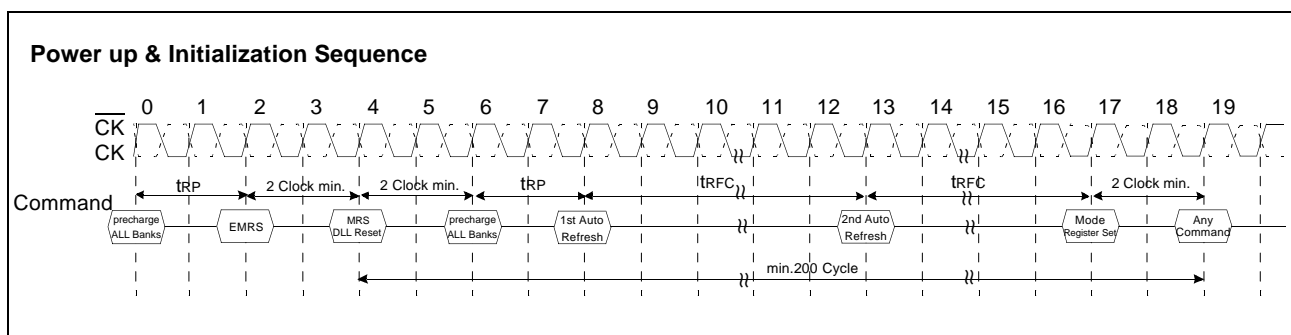 Power up & Initialization Sequence
0 1 2 3 4 5 6 7 8 9 10 11 12 13 14 15 16 17 18 19
CK
CK
tRP 2 Clock min. 2 Clock min. tRP tRFC tRFC 2 Clock min.
Command
precharge
ALL Banks
EMRS
MRS
DLL Reset
precharge
ALL Banks
1st Auto
Refresh
2nd Auto
Refresh
Mode
Register Set
Any
Command
min.200 Cycle